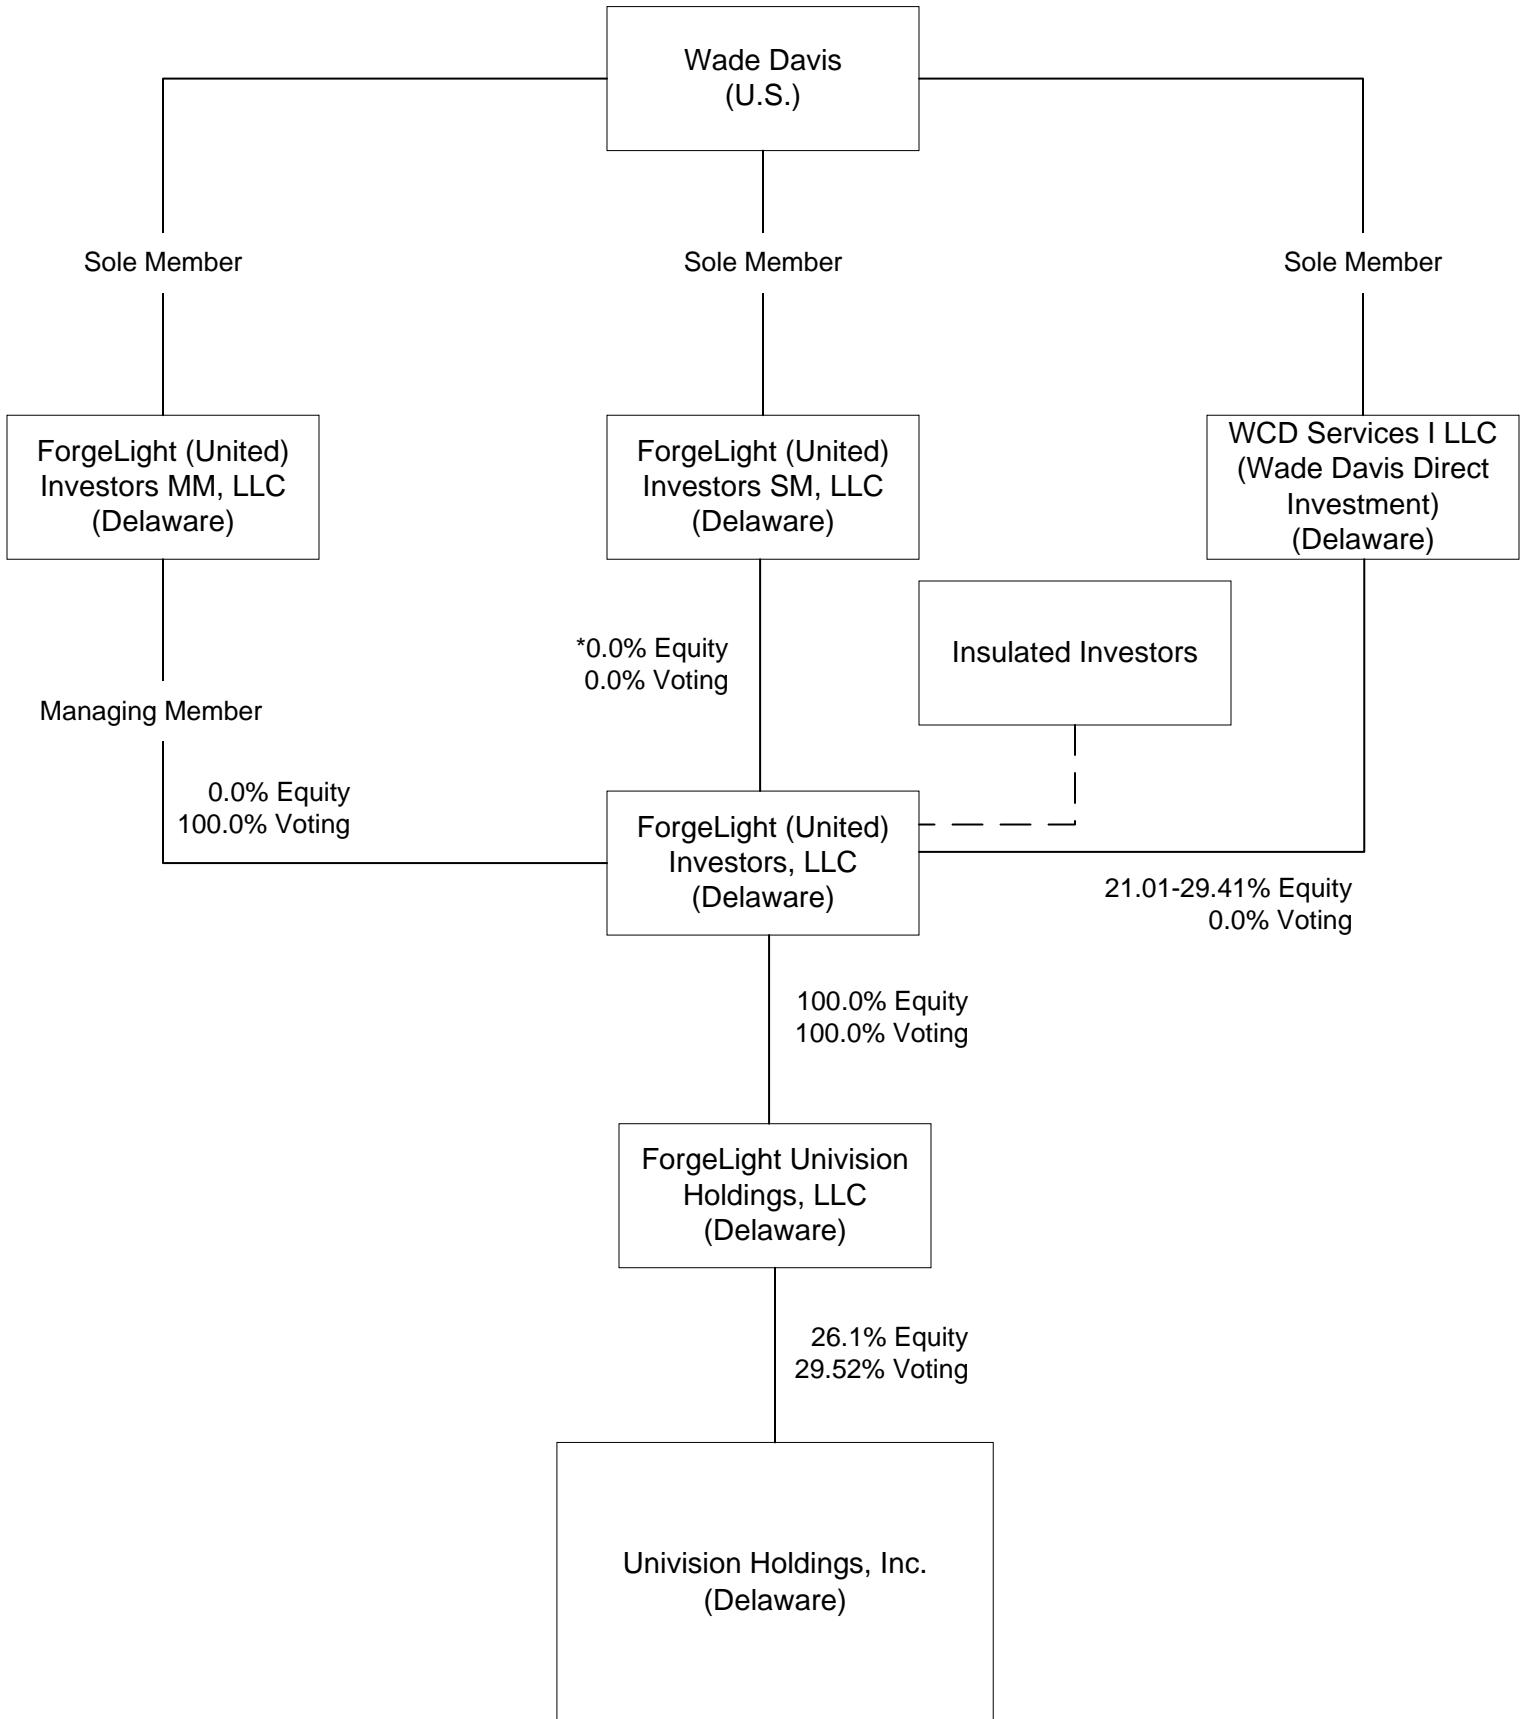 Wade Davis
(U.S.)
Sole Member
Sole Member
Sole Member
ForgeLight (United)
Investors MM, LLC
(Delaware)
ForgeLight (United)
Investors SM, LLC
(Delaware)
WCD Services I LLC
(Wade Davis Direct
Investment)
(Delaware)
*0.0% Equity
0.0% Voting
Insulated Investors
Managing Member
0.0% Equity
100.0% Voting
ForgeLight (United)
Investors, LLC
(Delaware)
21.01-29.41% Equity
0.0% Voting
100.0% Equity
100.0% Voting
ForgeLight Univision
Holdings, LLC
(Delaware)
26.1% Equity
29.52% Voting
Univision Holdings, Inc.
(Delaware)